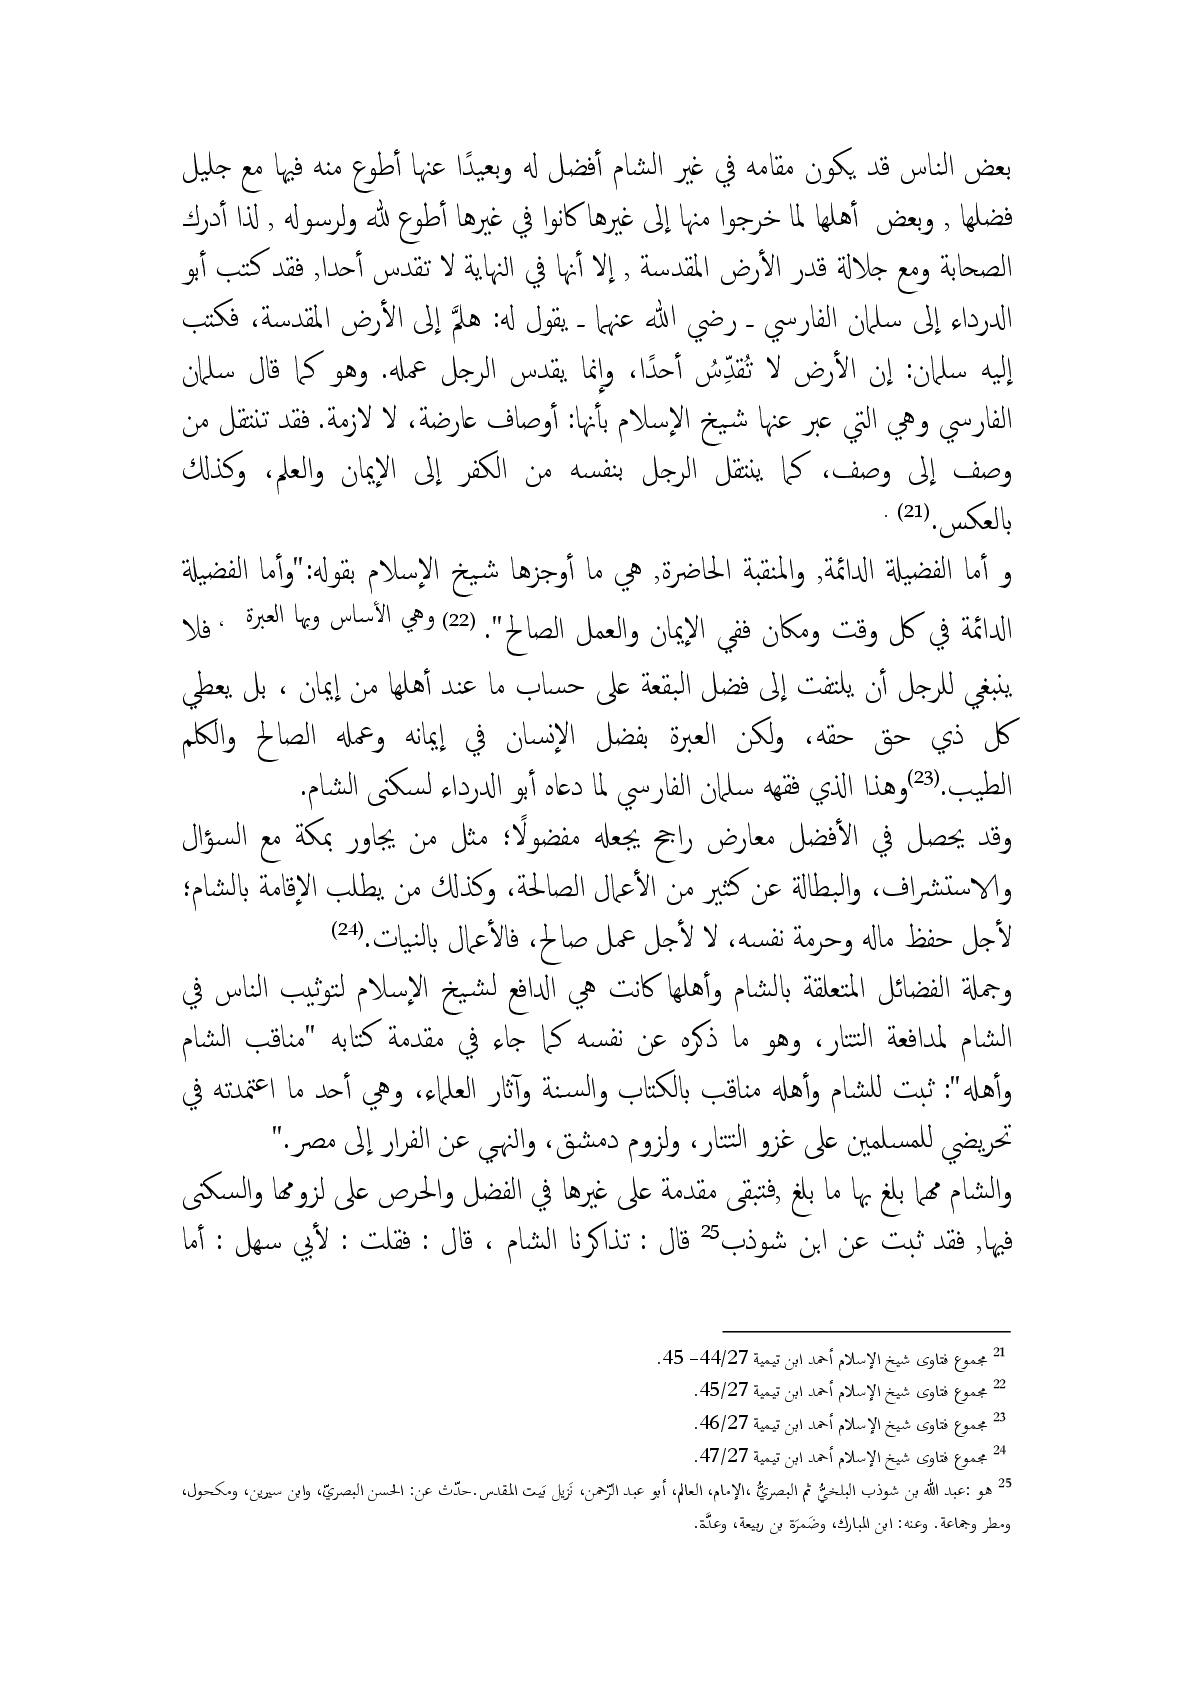 بعض الناس قد يكون مقامه في غير الشام أفضل له وبعيدًا عنها أطوع منه فيها مع جليل
فضلها , وبعض أهلها لما خرجوا منها إلى غيرها كانوا في غيرها أطوع لله ولرسوله , لذا أدرك
الصحابة ومع جلالة قدر الأرض المقدسة , إلا أنها في النهاية لا تقدس أحدا, فقد كتب أبو
الدرداء إلى سلمان الفارسي ـ رضي الله عنهما ـ يقول له: هلمَّ إلى الأرض المقدسة، فكتب
إليه سلمان: إن الأرض لا تُقدِّسُ أحدًا، وإنما يقدس الرجل عمله. وهو كما قال سلمان
الفارسي وهي التي عبر عنها شيخ الإسلام بأنها: أوصاف عارضة، لا لازمة. فقد تنتقل من
وصف إلى وصف، كما ينتقل الرجل بنفسه من الكفر إلى الإيمان والعلم، وكذلك
بالعكس.(21) .
و أما الفضيلة الدائمة, والمنقبة الحاضرة, هي ما أوجزها شيخ الإسلام بقوله:"وأما الفضيلة
الدائمة في كل وقت ومكان ففي الإيمان والعمل الصالح". (22) وهي الأساس وبها العبرة ، فلا
ينبغي للرجل أن يلتفت إلى فضل البقعة على حساب ما عند أهلها من إيمان ، بل يعطي
كل ذي حق حقه، ولكن العبرة بفضل الإنسان في إيمانه وعمله الصالح والكلم
الطيب.(23)وهذا الذي فقهه سلمان الفارسي لما دعاه أبو الدرداء لسكنى الشام.
وقد يحصل في الأفضل معارض راجح يجعله مفضولًا؛ مثل من يجاور بمكة مع السؤال
والاستشراف، والبطالة عن كثير من الأعمال الصالحة، وكذلك من يطلب الإقامة بالشام؛
لأجل حفظ ماله وحرمة نفسه، لا لأجل عمل صالح، فالأعمال بالنيات.(24)
وجملة الفضائل المتعلقة بالشام وأهلها كانت هي الدافع لشيخ الإسلام لتوثيب الناس في
الشام لمدافعة التتار، وهو ما ذكره عن نفسه كما جاء في مقدمة كتابه "مناقب الشام
وأهله": ثبت للشام وأهله مناقب بالكتاب والسنة وآثار العلماء، وهي أحد ما اعتمدته في
تحريضي للمسلمين على غزو التتار، ولزوم دمشق، والنهي عن الفرار إلى مصر."
والشام مهما بلغ بها ما بلغ ,فتبقى مقدمة على غيرها في الفضل والحرص على لزومها والسكنى
فيها, فقد ثبت عن ابن شوذب25 قال : تذاكرنا الشام ، قال : فقلت : لأبي سهل : أما
21 مجموع فتاوى شيخ الإسلام أحمد ابن تيمية 44/27– 45.
22 مجموع فتاوى شيخ الإسلام أحمد ابن تيمية 45/27.
23 مجموع فتاوى شيخ الإسلام أحمد ابن تيمية 46/27.
24 مجموع فتاوى شيخ الإسلام أحمد ابن تيمية 47/27.
25 هو :عبد الله بن شوذب البلخيُّ ثم البصريُّ ،الإمام، العالم، أبو عبد الرّحمن، نَزيل بَيت المقدس.حدّث عن: الحسن البصريّ، وابن سيرين، ومكحول،
ومطر وجماعة. وعنه: ابن المبارك، وضَمرَة بن ربيعة، وعدَّة.